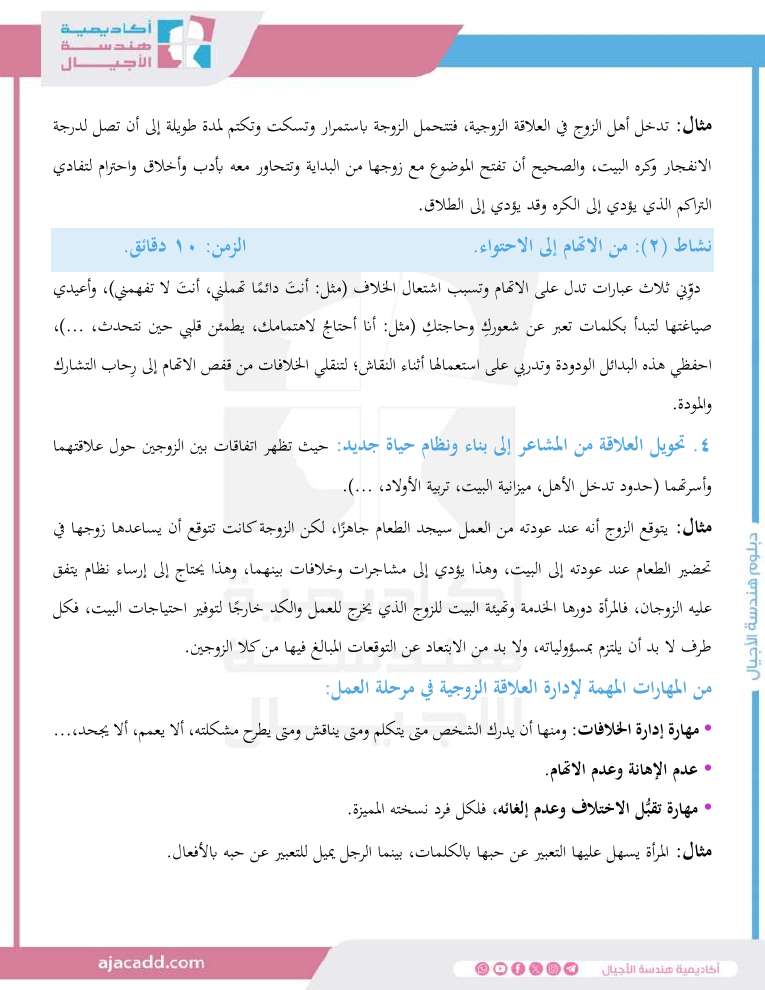 أكاديمية
هندسة
الأجيال
مثال: تدخل أهل الزوج في العلاقة الزوجية، فتتحمل الزوجة باستمرار وتسكت وتكتم لمدة طويلة إلى أن تصل لدرجة
الانفجار وكره البيت، والصحيح أن تفتح الموضوع مع زوجها من البداية وتتحاور معه بأدب وأخلاق واحترام لتفادي
التراكم الذي يؤدي إلى الكره وقد يؤدي إلى الطلاق.
نشاط (٢): من الاتهام إلى الاحتواء. الزمن: ١٠ دقائق.
دوّني ثلاث عبارات تدل على الاتهام وتسبب اشتعال الخلاف (مثل: أنتَ دائمًا تهملني، أنتَ لا تفهمني)، وأعيدي
صياغتها لتبدأ بكلمات تعبر عن شعوركِ وحاجتكِ (مثل: أنا أحتاجُ لاهتمامك، يطمئن قلبي حين نتحدث، ...)،
احفظي هذه البدائل الودودة وتدربي على استعمالها أثناء النقاش؛ لتنقلي الخلافات من قفص الاتهام إلى رِحاب التشارك
والمودة.
٤. تحويل العلاقة من المشاعر إلى بناء ونظام حياة جديد: حيث تظهر اتفاقات بين الزوجين حول علاقتهما
وأسرتهما (حدود تدخل الأهل، ميزانية البيت، تربية الأولاد، ...).
مثال: يتوقع الزوج أنه عند عودته من العمل سيجد الطعام جاهزًا، لكن الزوجة كانت تتوقع أن يساعدها زوجها في
تحضير الطعام عند عودته إلى البيت، وهذا يؤدي إلى مشاجرات وخلافات بينهما، وهذا يحتاج إلى إرساء نظام يتفق
عليه الزوجان، فالمرأة دورها الخدمة وتهيئة البيت للزوج الذي يخرج للعمل والكد خارجًا لتوفير احتياجات البيت، فكل
طرف لا بد أن يلتزم بمسؤولياته، ولا بد من الابتعاد عن التوقعات المبالغ فيها من كلا الزوجين.
من المهارات المهمة لإدارة العلاقة الزوجية في مرحلة العمل:
• مهارة إدارة الخلافات: ومنها أن يدرك الشخص متى يتكلم ومتى يناقش ومتى يطرح مشكلته، ألا يعمم، ألا يجحد،...
• عدم الإهانة وعدم الاتهام.
• مهارة تقبُّل الاختلاف وعدم إلغائه، فلكل فرد نسخته المميزة.
مثال: المرأة يسهل عليها التعبير عن حبها بالكلمات، بينما الرجل يميل للتعبير عن حبه بالأفعال.
دبلوم هندسة الأجيال
أكاديمية
هندسة
الأجيال
أكاديمية هندسة الأجيال
ajacadd.com